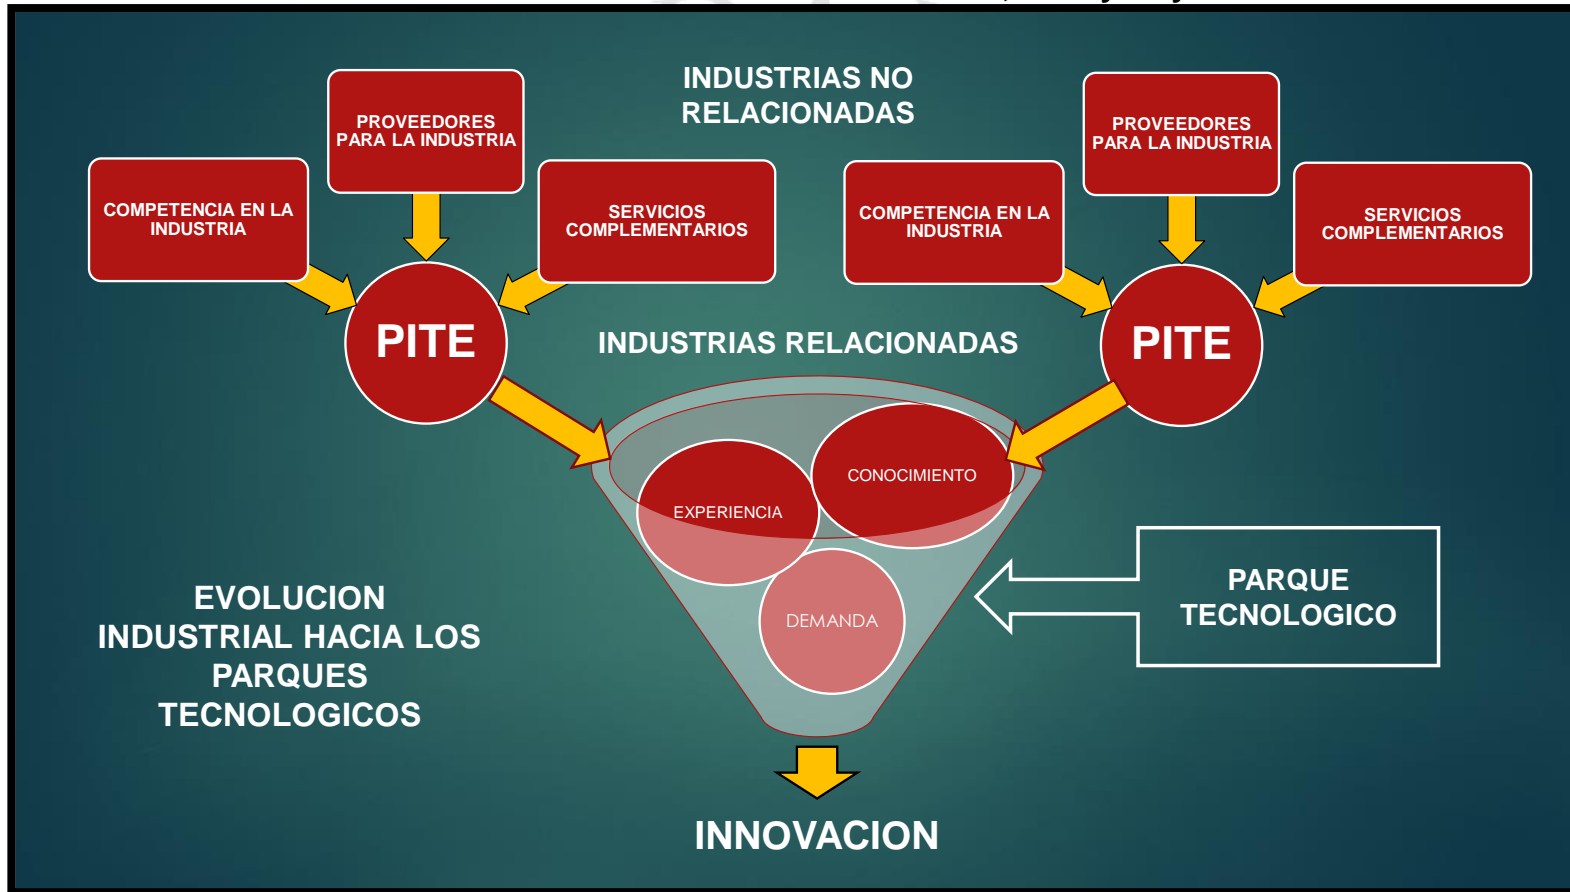 INDUSTRIAS NO
RELACIONADAS
PROVEEDORES
PARA LA INDUSTRIA
COMPETENCIA EN LA
INDUSTRIA
SERVICIOS
COMPLEMENTARIOS
PITE
PROVEEDORES
PARA LA INDUSTRIA
COMPETENCIA EN LA
INDUSTRIA
SERVICIOS
COMPLEMENTARIOS
PITE
INDUSTRIAS RELACIONADAS
CONOCIMIENTO
EXPERIENCIA
DEMANDA
PARQUE
TECNOLOGICO
EVOLUCION
INDUSTRIAL HACIA LOS
PARQUES
TECNOLOGICOS
INNOVACION